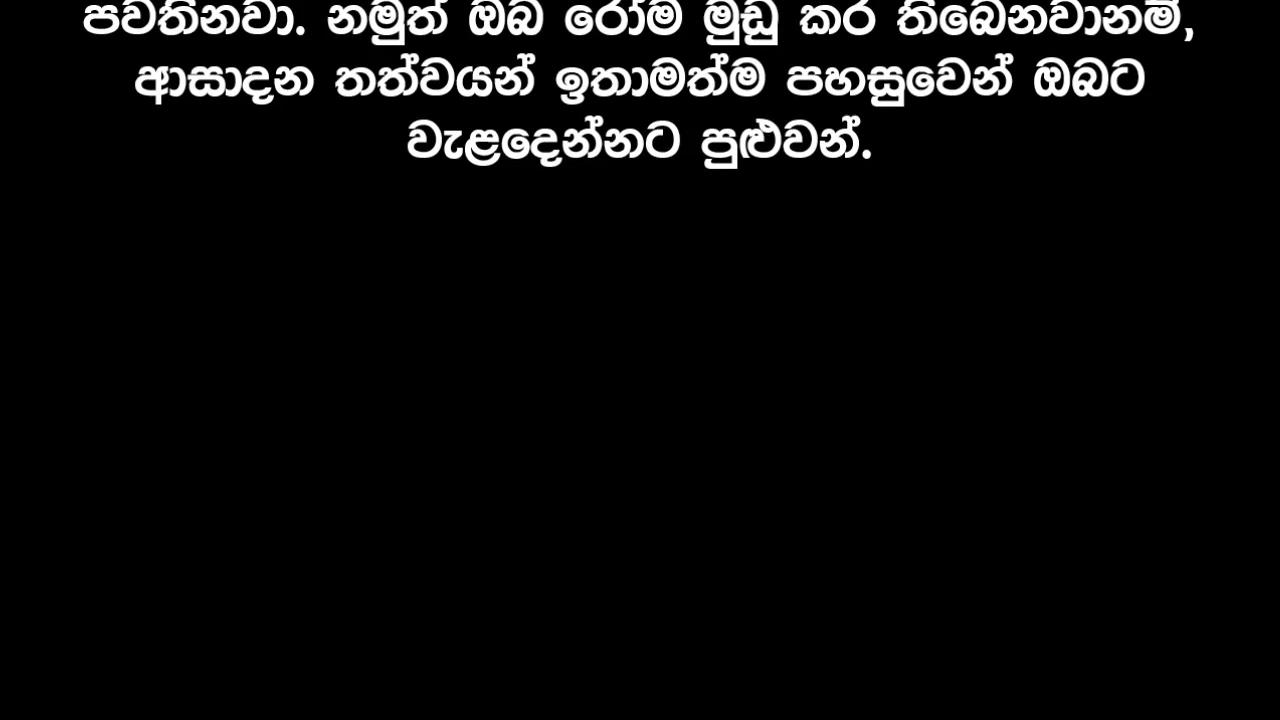 පවතිනවා. නමුත් ඔබ රෝම මුඩු කර තිබෙනවානම්,
ආසාදන තත්වයන් ඉතාමත්ම පහසුවෙන් ඔබට
වැළදෙන්නට පුළුවන්.